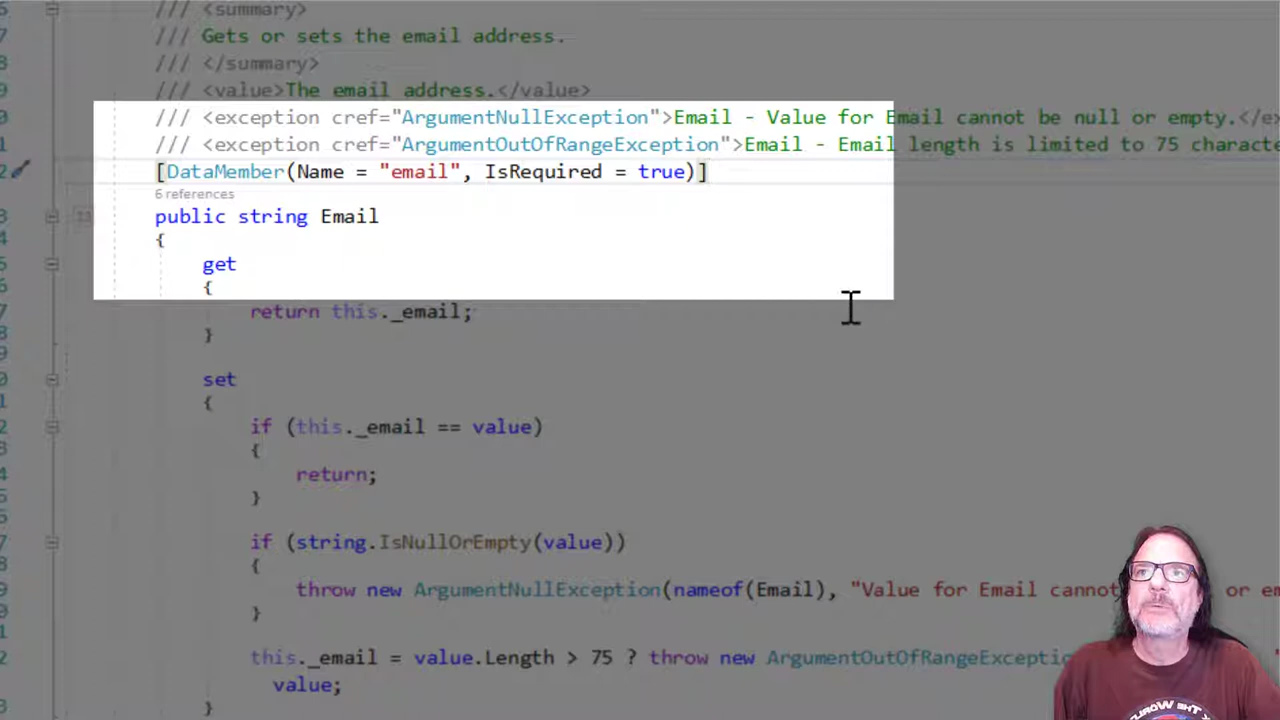 /// <summary>
/// Gets or sets the email address.
/// </summary>
/// <value>The email address.</value>
/// <exception cref="ArgumentNullException">Email - Value for Email cannot be null or empty.</ex
/// <exception cref="ArgumentOutOfRangeException">Email - Email length is limited to 75 characte
[DataMember(Name = "email", IsRequired = true)]
6 references
public string Email
{
get
{
return this._email;
}
set
{
if (this._email == value)
{
return;
}
if (string.IsNullOrEmpty(value))
{
throw new ArgumentNullException(nameof(Email), "Value for Email cannot or em
}
this._email = value.Length > 75 ? throw new ArgumentOutOfRangeExceptio
value;
}